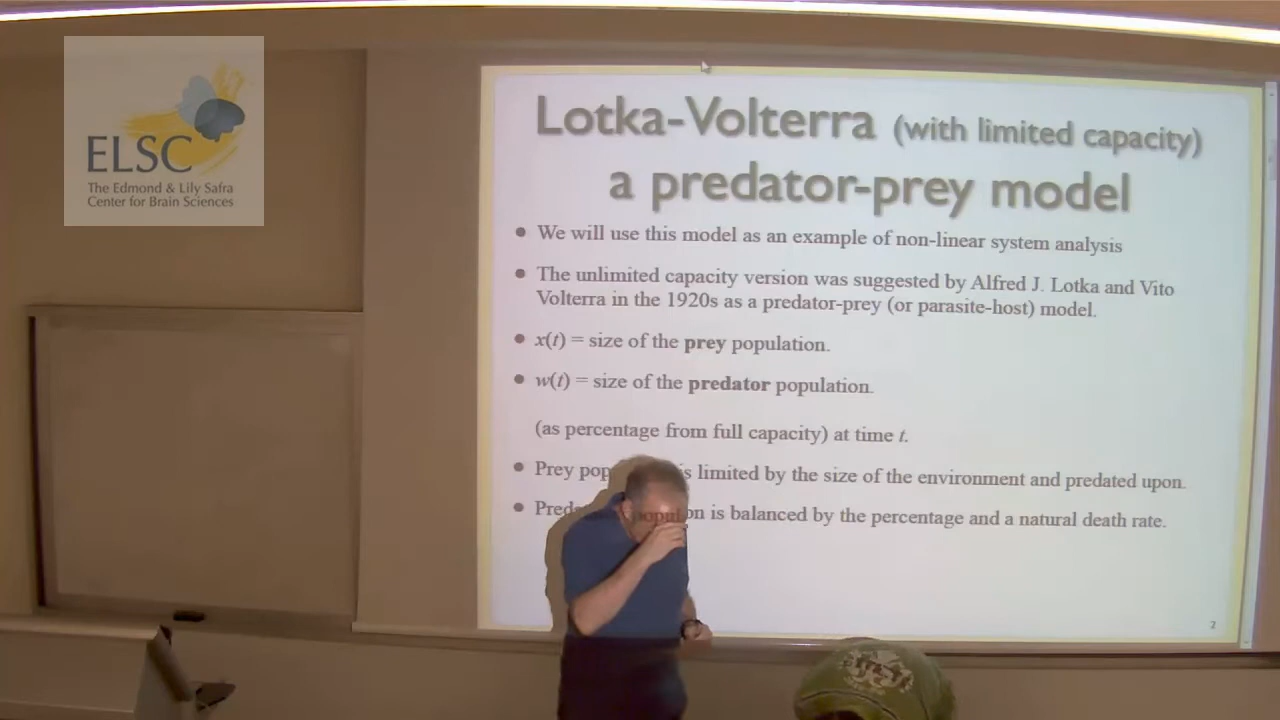 ELSC
The Edmond & Lily Safra
Center for Brain Sciences
Lotka-Volterra (with limited capacity)
a predator-prey model
• We will use this model as an example of non-linear system analysis
• The unlimited capacity version was suggested by Alfred J. Lotka and Vito
Volterra in the 1920s as a predator-prey (or parasite-host) model.
• x(t) = size of the prey population.
• w(t) = size of the predator population.
(as percentage from full capacity) at time t.
• Prey is limited by the size of the environment and predated upon.
• is balanced by the percentage and a natural death rate.
2